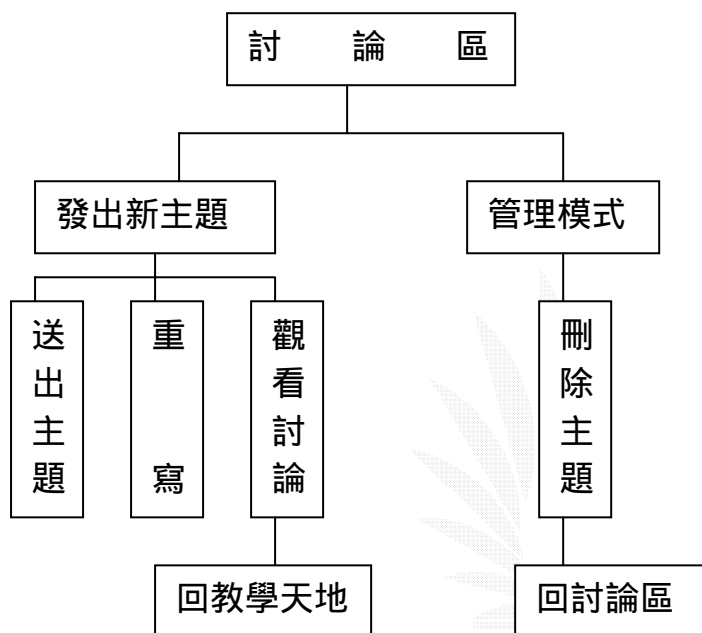 討論區
發出新主題
管理模式
送出主題
重寫
觀看討論
刪除主題
回教學天地
回討論區